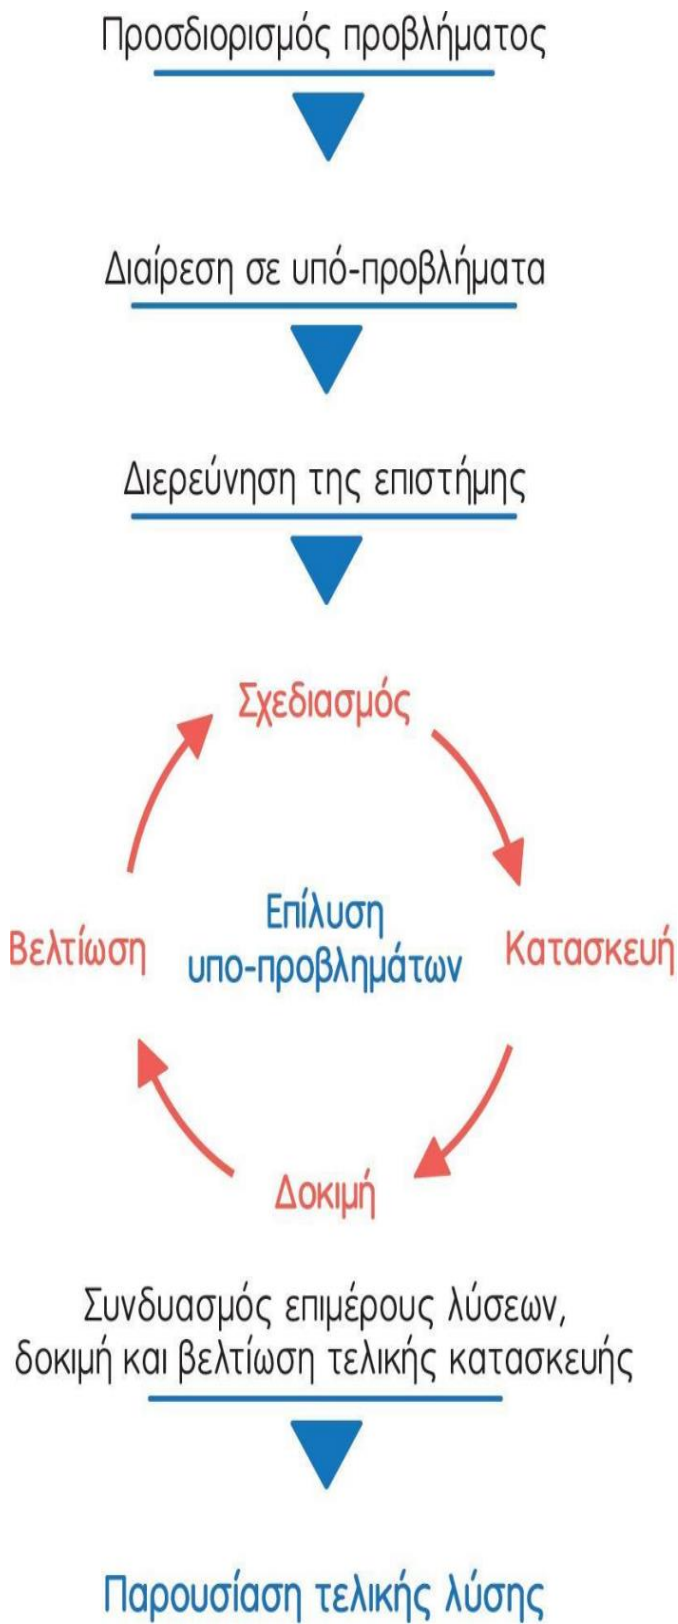 Προσδιορισμός προβλήματος
Διαίρεση σε υπό-προβλήματα
Διερεύνηση της επιστήμης
Σχεδιασμός
Βελτίωση
Επίλυση
υπο-προβλημάτων
Κατασκευή
Δοκιμή
Συνδυασμός επιμέρους λύσεων,
δοκιμή και βελτίωση τελικής κατασκευής
Παρουσίαση τελικής λύσης